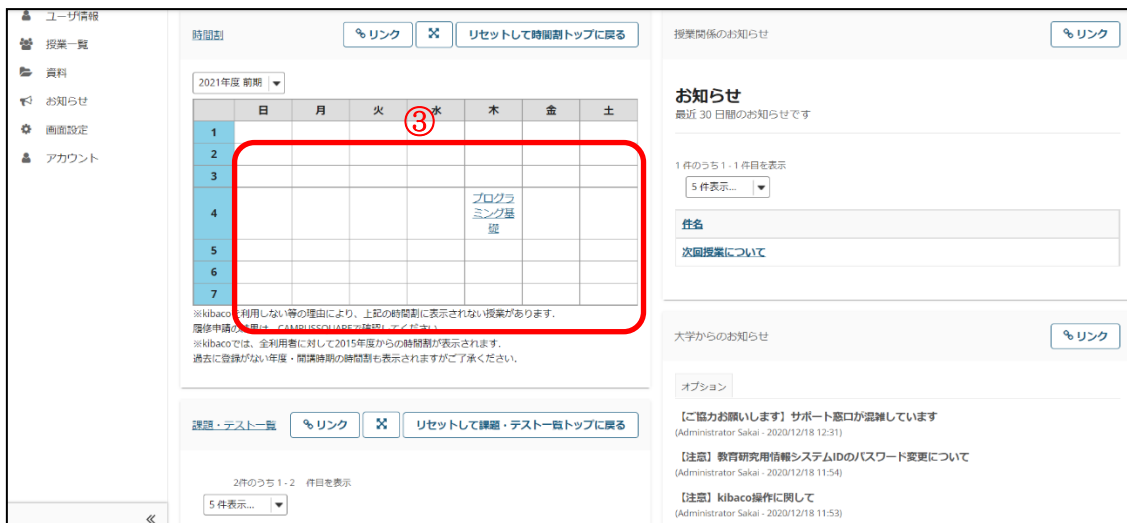 ユーザ情報
授業一覧
資料
お知らせ
画面設定
アカウント
時間割
リンク
リセットして時間割トップに戻る
2021年度 前期
日 月 火 水 木 金 土
③
1
2
3
4 プログラ
ミング基
礎
5
6
7
※kibacoを利用しない等の理由により、上記の時間割に表示されない授業があります.
履修申請の結果は、CAMPUSSQUAREで確認してください.
※kibacoでは、全利用者に対して2015年度からの時間割が表示されます.
過去に登録がない年度・開講時期の時間割も表示されますがご了承ください.
課題・テスト一覧
リンク
リセットして課題・テスト一覧トップに戻る
2件のうち 1 - 2 件目を表示
5 件表示...
授業関係のお知らせ
リンク
お知らせ
最近 30 日間のお知らせです
1 件のうち 1 - 1 件目を表示
5 件表示...
件名
次回授業について
大学からのお知らせ
リンク
オプション
【ご協力お願いします】サポート窓口が混雑しています
(Administrator Sakai - 2020/12/18 12:31)
【注意】教育研究用情報システムIDのパスワード変更について
(Administrator Sakai - 2020/12/18 11:54)
【注意】kibaco操作に関して
(Administrator Sakai - 2020/12/18 11:53)